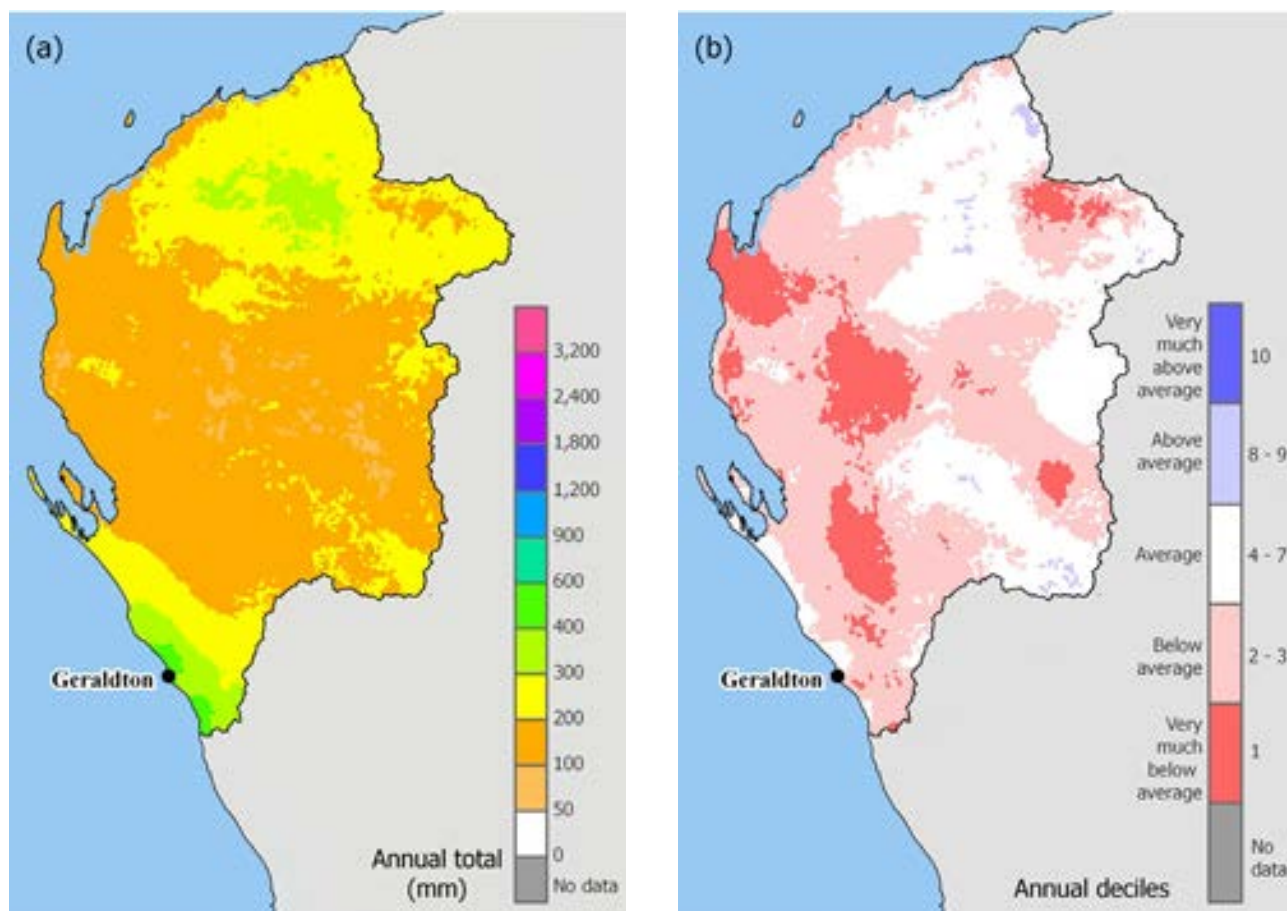 (a)
Geraldton
3,200
2,400
1,800
1,200
900
600
400
300
200
100
50
0
No data
Annual total
(mm)
(b)
Geraldton
Very
much
above
average
10
Above
average
8 - 9
Average
4 - 7
Below
average
2 - 3
Very
much
below
average
1
No
data
Annual deciles